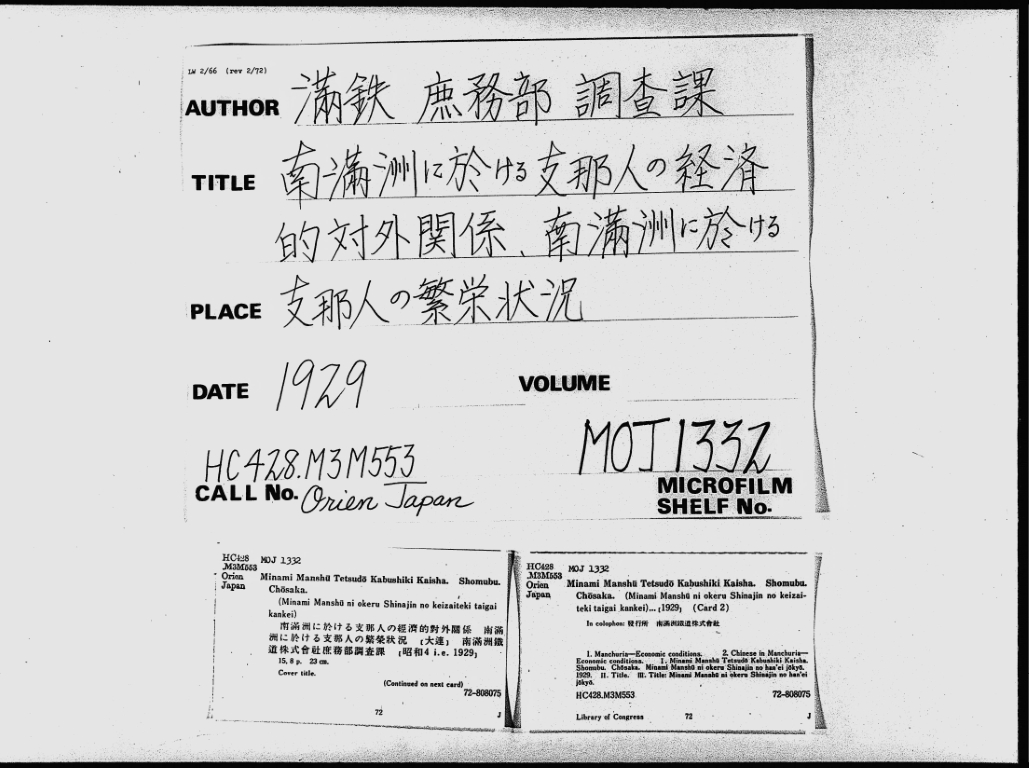 LW 2/66 (rev 2/72)
AUTHOR 満鉄 庶務部 調査課
TITLE 南満洲に於ける支那人の経済
的対外関係、南満洲に於ける
PLACE 支那人の繁栄状況
DATE 1929 VOLUME
HC428.M3M553 MOJ 1332
CALL No. Orien Japan MICROFILM
SHELF No.
HC428 MOJ 1332
.M3M553
Orien Minami Manshū Tetsudō Kabushiki Kaisha. Shomubu.
Japan Chōsaka.
(Minami Manshū ni okeru Shinajin no keizaiteki taigai
kankei)
南滿洲に於ける支那人の經濟的對外關係 南滿
洲に於ける支那人の繁榮狀況 [大連] 南滿洲鐵
道株式會社庶務部調査課 [昭和4 i.e. 1929]
15, 8 p. 23 cm.
Cover title.
(Continued on next card)
72-808075
72 J
HC428 MOJ 1332
.M3M553
Orien Minami Manshū Tetsudō Kabushiki Kaisha. Shomubu.
Japan Chōsaka. (Minami Manshū ni okeru Shinajin no keizai-
teki taigai kankei)... [1929] (Card 2)
In colophon: 發行所 南滿洲鐵道株式會社
1. Manchuria—Economic conditions. 2. Chinese in Manchuria—
Economic conditions. I. Minami Manshū Tetsudō Kabushiki Kaisha.
Shomubu. Chōsaka. Minami Manshū ni okeru Shinajin no han'ei jōkyō.
1929. II. Title. III. Title: Minami Manshū ni okeru Shinajin no han'ei
jōkyō.
HC428.M3M553 72-808075
Library of Congress 72 J